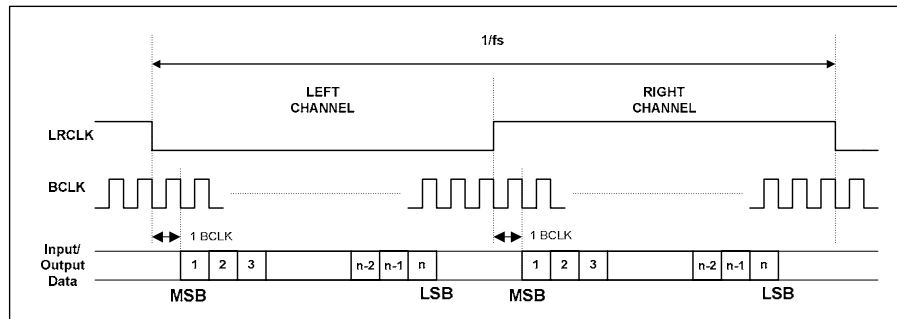 1/fs
LEFT
CHANNEL
RIGHT
CHANNEL
LRCLK
BCLK
1 BCLK
1 BCLK
Input/
Output
Data
1 2 3 n-2 n-1 n 1 2 3 n-2 n-1 n
MSB LSB MSB LSB